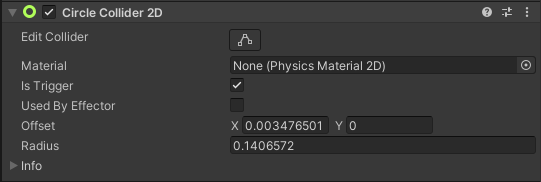 Circle Collider 2D
Edit Collider
Material None (Physics Material 2D)
Is Trigger
Used By Effector
Offset X 0.003476501 Y 0
Radius 0.1406572
Info